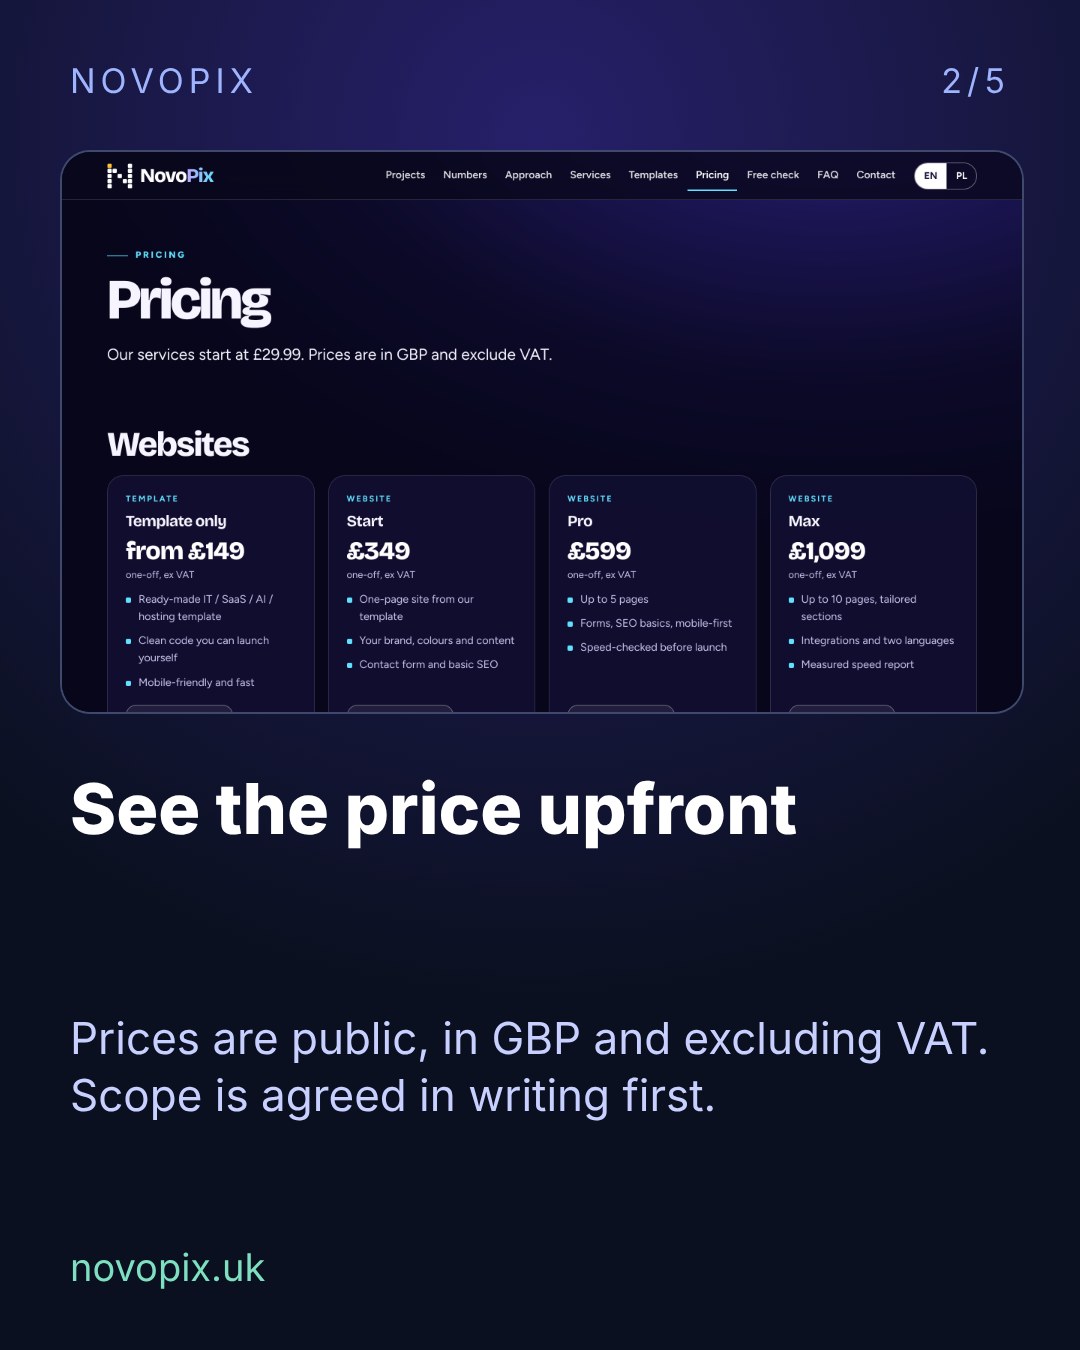 NOVOPIX
2/5
NovoPix
Projects Numbers Approach Services Templates Pricing Free check FAQ Contact EN PL
PRICING
Pricing
Our services start at £29.99. Prices are in GBP and exclude VAT.
Websites
TEMPLATE
Template only
from £149
one-off, ex VAT
Ready-made IT / SaaS / AI /
hosting template
Clean code you can launch
yourself
Mobile-friendly and fast
WEBSITE
Start
£349
one-off, ex VAT
One-page site from our
template
Your brand, colours and content
Contact form and basic SEO
WEBSITE
Pro
£599
one-off, ex VAT
Up to 5 pages
Forms, SEO basics, mobile-first
Speed-checked before launch
WEBSITE
Max
£1,099
one-off, ex VAT
Up to 10 pages, tailored
sections
Integrations and two languages
Measured speed report
See the price upfront
Prices are public, in GBP and excluding VAT.
Scope is agreed in writing first.
novopix.uk